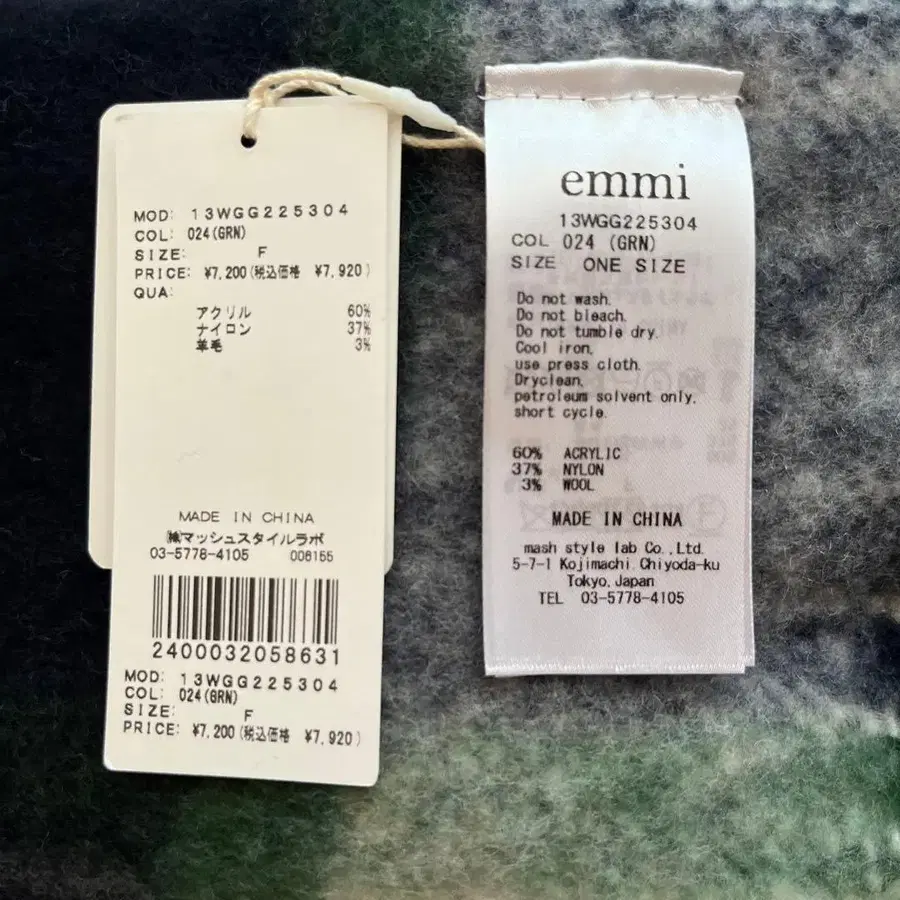 MOD: 13WGG225304
COL: 024(GRN)
SIZE: F
PRICE: ¥7,200(税込価格 ¥7,920)
QUA:
アクリル 60%
ナイロン 37%
羊毛 3%
MADE IN CHINA
㈱マッシュスタイルラボ
03-5778-4105 006155
2400032058631
MOD: 13WGG225304
COL: 024(GRN)
SIZE: F
PRICE: ¥7,200(税込価格 ¥7,920)
emmi
13WGG225304
COL 024 (GRN)
SIZE ONE SIZE
Do not wash.
Do not bleach.
Do not tumble dry.
Cool iron,
use press cloth.
Dryclean,
petroleum solvent only,
short cycle.
60% ACRYLIC
37% NYLON
3% WOOL
MADE IN CHINA
mash style lab Co.,Ltd.
5-7-1 Kojimachi Chiyoda-ku
Tokyo,Japan
TEL 03-5778-4105